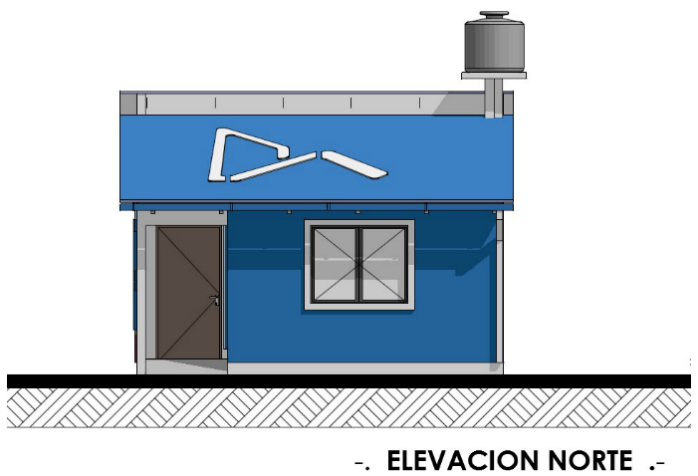 -. ELEVACION NORTE .-